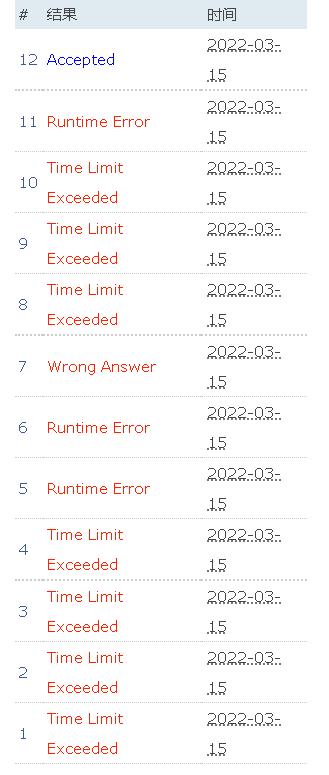 # 结果 时间
12 Accepted 2022-03-
15
11 Runtime Error 2022-03-
15
10 Time Limit 2022-03-
Exceeded 15
9 Time Limit 2022-03-
Exceeded 15
8 Time Limit 2022-03-
Exceeded 15
7 Wrong Answer 2022-03-
15
6 Runtime Error 2022-03-
15
5 Runtime Error 2022-03-
15
4 Time Limit 2022-03-
Exceeded 15
3 Time Limit 2022-03-
Exceeded 15
2 Time Limit 2022-03-
Exceeded 15
1 Time Limit 2022-03-
Exceeded 15